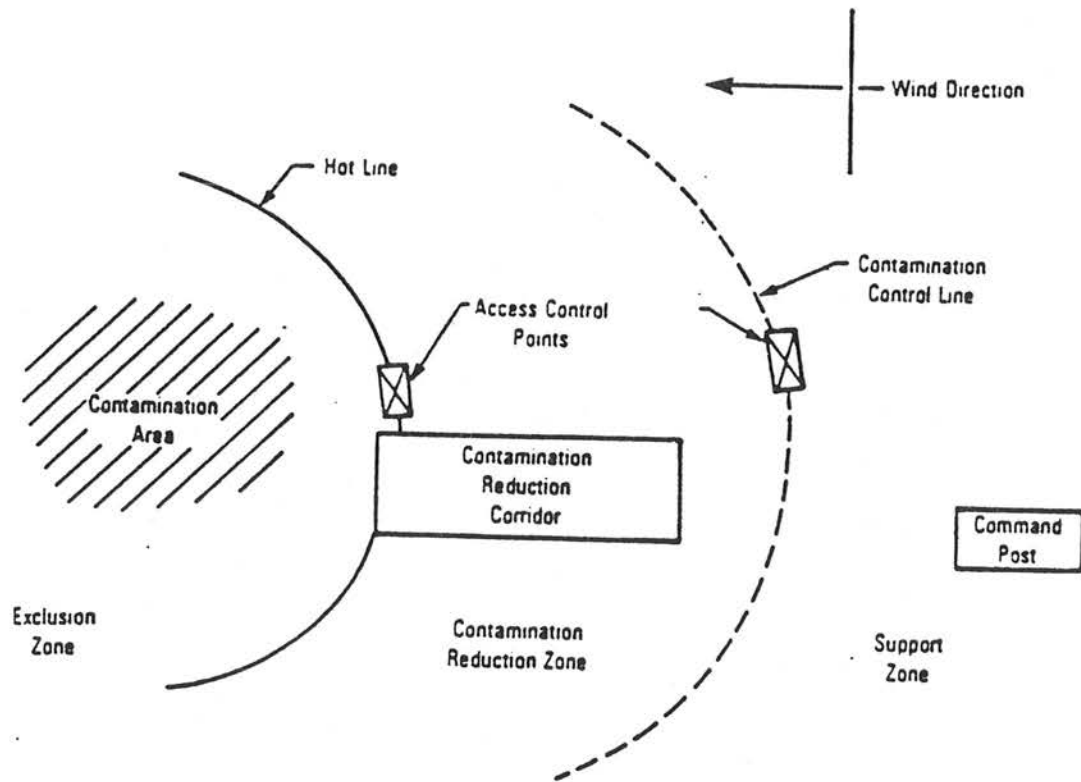 Wind Direction
Hot Line
Contamination
Control Line
Access Control
Points
Contamination
Area
Contamination
Reduction
Corridor
Command
Post
Exclusion
Zone
Contamination
Reduction Zone
Support
Zone